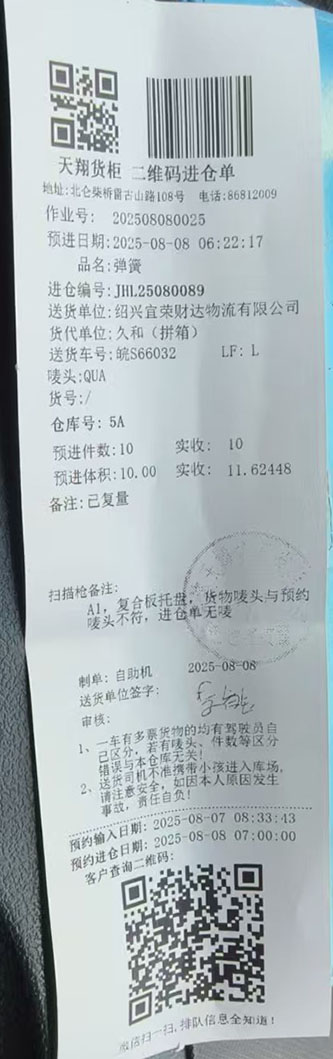 天翔货柜 二维码进仓单
地址:北仑柴桥留古山路108号 电话:86812009
作业号: 202508080025
预进日期:2025-08-08 06:22:17
品名:弹簧
进仓编号:JHL25080089
送货单位:绍兴宜荣财达物流有限公司
货代单位:久和（拼箱）
送货车号:皖S66032 LF: L
唛头:QUA
货号:/
仓库号: 5A
预进件数:10 实收: 10
预进体积:10.00 实收: 11.62448
备注:已复量
扫描枪备注:
A1，复合板托盘，货物唛头与预约
唛头不符，进仓单无唛
制单: 自助机 2025-08-08
送货单位签字:
审核:
1、一车有多票货物的均有驾驶员自
己区分，若有唛头、件数等区分
错误与本仓库无关！
2、送货司机不准携带小孩进入库场，
请注意安全，如因本人原因发生
事故，责任自负！
预约输入日期: 2025-08-07 08:33:43
预约进仓日期: 2025-08-08 07:00:00
客户查询二维码:
微信扫一扫，排队信息全知道！